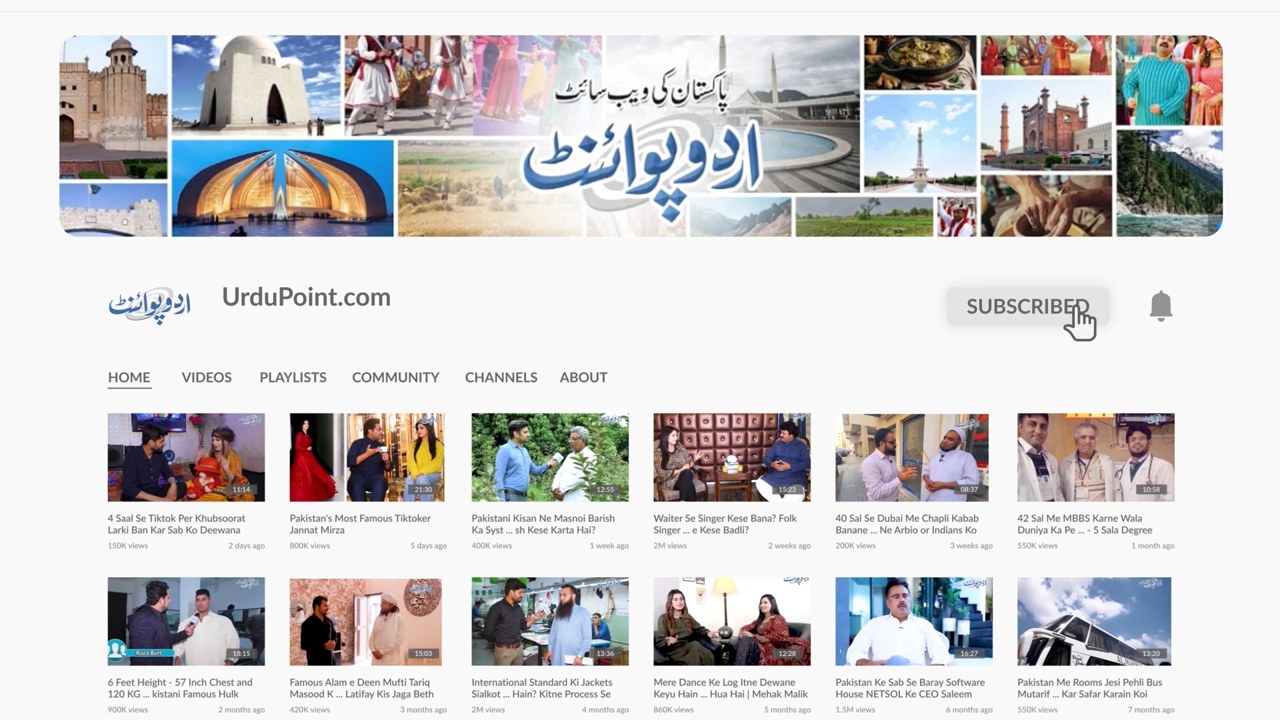 پاکستان کی ویب سائٹ
اردو پوائنٹ
اردو پوائنٹ
UrduPoint.com
SUBSCRIBED
HOME VIDEOS PLAYLISTS COMMUNITY CHANNELS ABOUT
11:14 21:30 12:55 15:23 08:37 10:58
4 Saal Se Tiktok Per Khubsoorat
Larki Ban Kar Sab Ko Deewana
150K views 2 days ago
Pakistan's Most Famous Tiktoker
Jannat Mirza
800K views 5 days ago
Pakistani Kisan Ne Masnoi Barish
Ka Syst ... sh Kese Karta Hai?
400K views 1 week ago
Waiter Se Singer Kese Bana? Folk
Singer ... e Kese Badli?
2M views 2 weeks ago
40 Sal Se Dubai Me Chapli Kabab
Banane ... Ne Arbio or Indians Ko
200K views 3 weeks ago
42 Sal Me MBBS Karne Wala
Duniya Ka Pe ... - 5 Sala Degree
550K views 1 month ago
Raza Butt
18:15 15:03 13:36 12:28 16:27 13:20
6 Feet Height - 57 Inch Chest and
120 KG ... kistani Famous Hulk
900K views 2 months ago
Famous Alam e Deen Mufti Tariq
Masood K ... Latifay Kis Jaga Beth
420K views 3 months ago
International Standard Ki Jackets
Sialkot ... Hain? Kitne Process Se
2M views 4 months ago
Mere Dance Ke Log Itne Dewane
Keyu Hain ... Hua Hai | Mehak Malik
860K views 5 months ago
Pakistan Ke Sab Se Baray Software
House NETSOL Ke CEO Saleem
1.5M views 6 months ago
Pakistan Me Rooms Jesi Pehli Bus
Mutarif ... Kar Safar Karain Koi
550K views 7 months ago